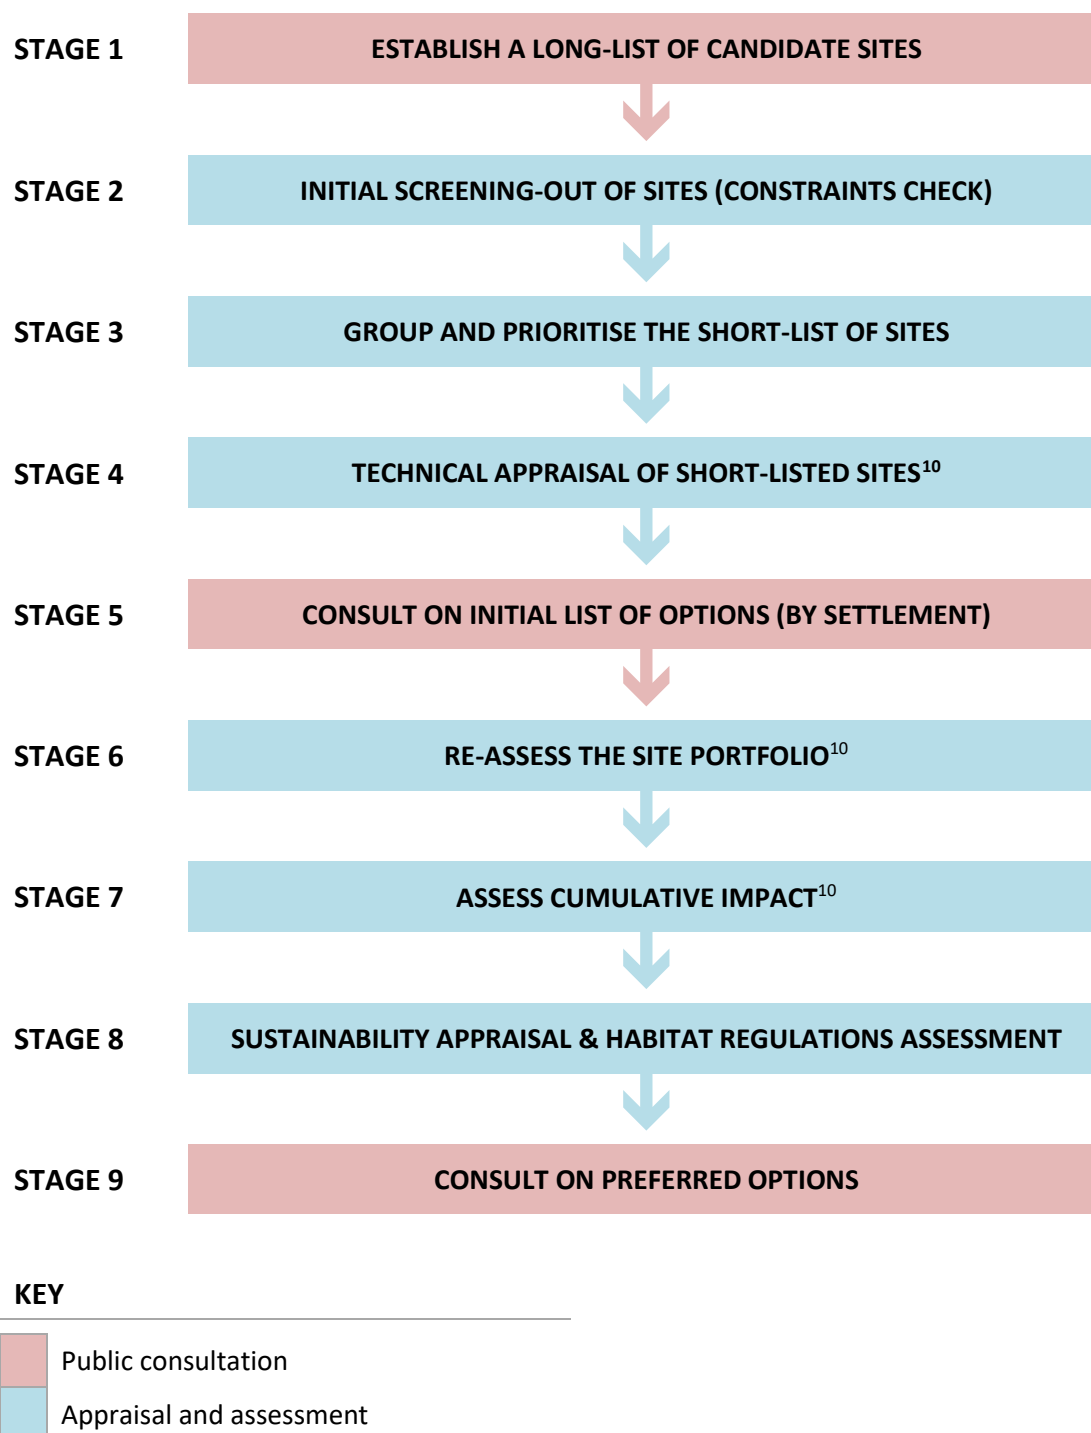 STAGE 1
ESTABLISH A LONG-LIST OF CANDIDATE SITES
STAGE 2
INITIAL SCREENING-OUT OF SITES (CONSTRAINTS CHECK)
STAGE 3
GROUP AND PRIORITISE THE SHORT-LIST OF SITES
STAGE 4
TECHNICAL APPRAISAL OF SHORT-LISTED SITES¹⁰
STAGE 5
CONSULT ON INITIAL LIST OF OPTIONS (BY SETTLEMENT)
STAGE 6
RE-ASSESS THE SITE PORTFOLIO¹⁰
STAGE 7
ASSESS CUMULATIVE IMPACT¹⁰
STAGE 8
SUSTAINABILITY APPRAISAL & HABITAT REGULATIONS ASSESSMENT
STAGE 9
CONSULT ON PREFERRED OPTIONS
KEY
Public consultation
Appraisal and assessment